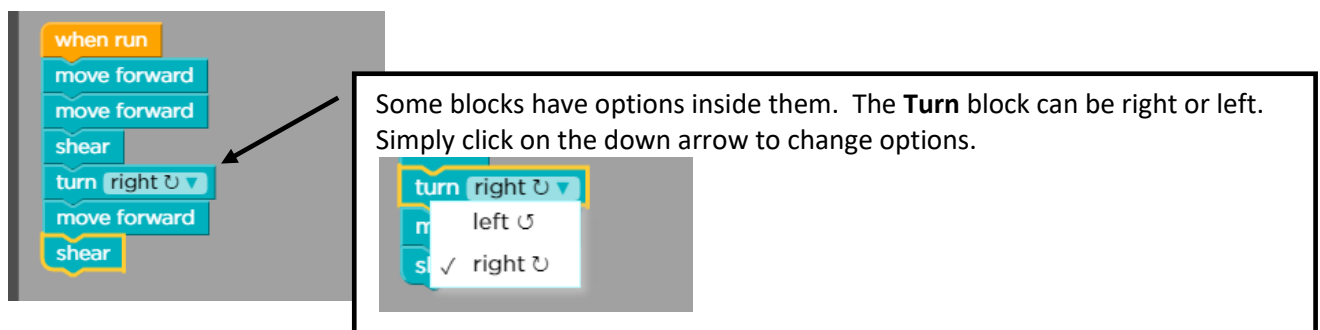 when run
move forward
move forward
shear
turn right ↻ ▼
move forward
shear
Some blocks have options inside them. The Turn block can be right or left.
Simply click on the down arrow to change options.
turn right ↻ ▼
m
left ↺
s
✓ right ↻